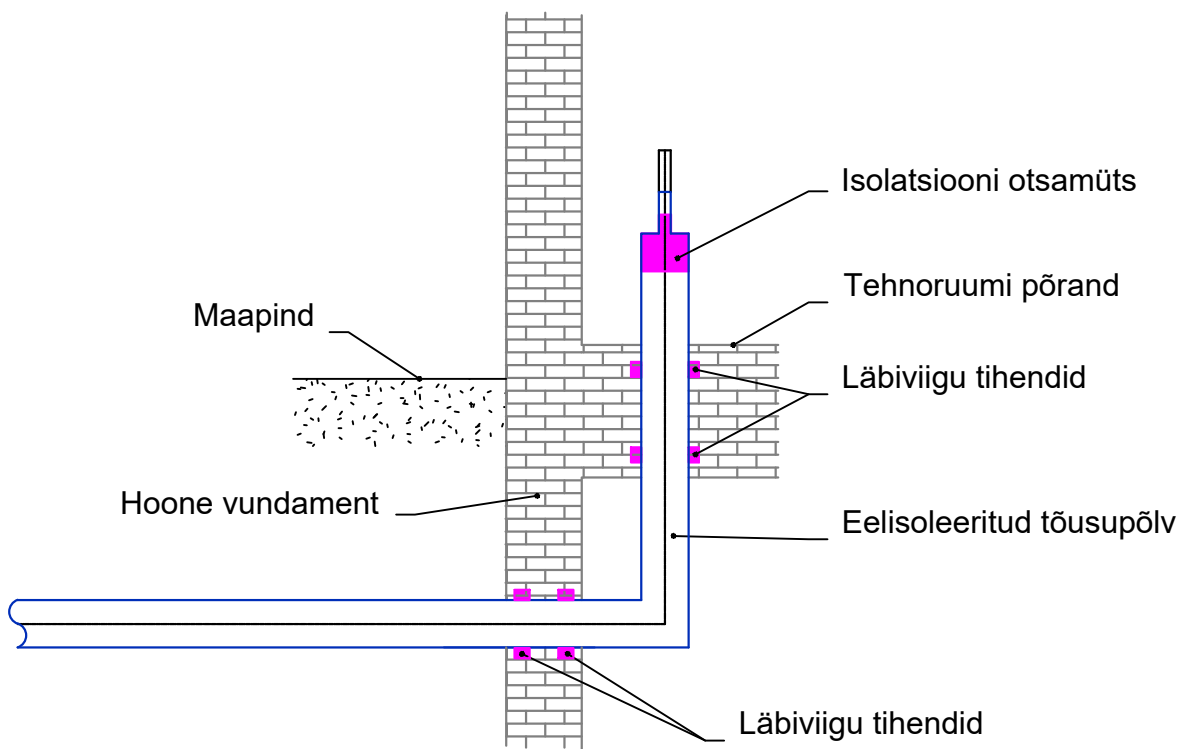 Isolatsiooni otsamüts
Tehnoruumi põrand
Maapind
Läbiviigu tihendid
Hoone vundament
Eelisoleeritud tõusupõlv
Läbiviigu tihendid